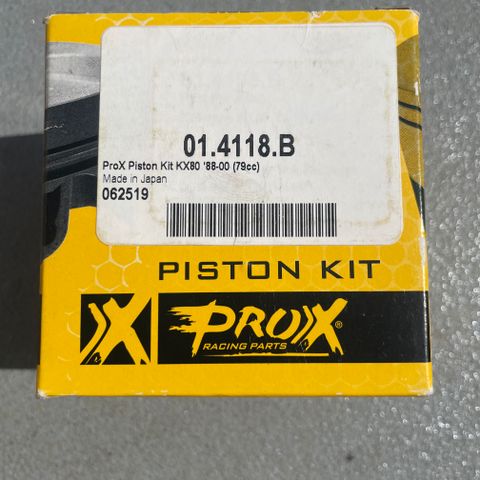 01.4118.B
ProX Piston Kit KX80 '88-00 (79cc)
Made in Japan
062519
PISTON KIT
X PROX®
RACING PARTS